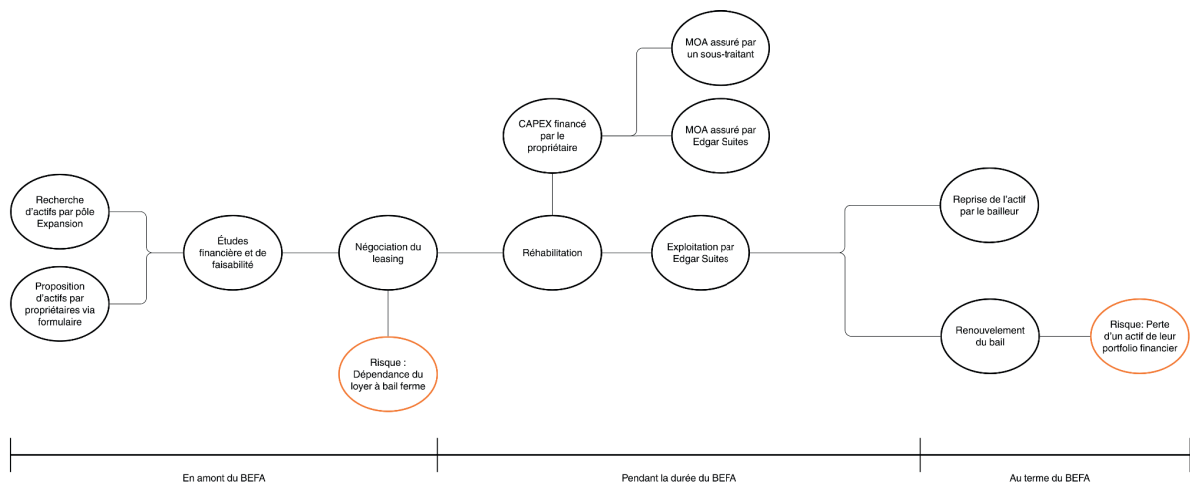 MOA assuré par
un sous-traitant
CAPEX financé
par le
propriétaire
MOA assuré par
Edgar Suites
Recherche
d'actifs par pôle
Expansion
Reprise de l'actif
par le bailleur
Études
financière et de
faisabilité
Négociation du
leasing
Réhabilitation
Exploitation par
Edgar Suites
Proposition
d'actifs par
propriétaires via
formulaire
Renouvelement
du bail
Risque: Perte
d'un actif de leur
portfolio financier
Risque :
Dépendance du
loyer à bail ferme
En amont du BEFA
Pendant la durée du BEFA
Au terme du BEFA